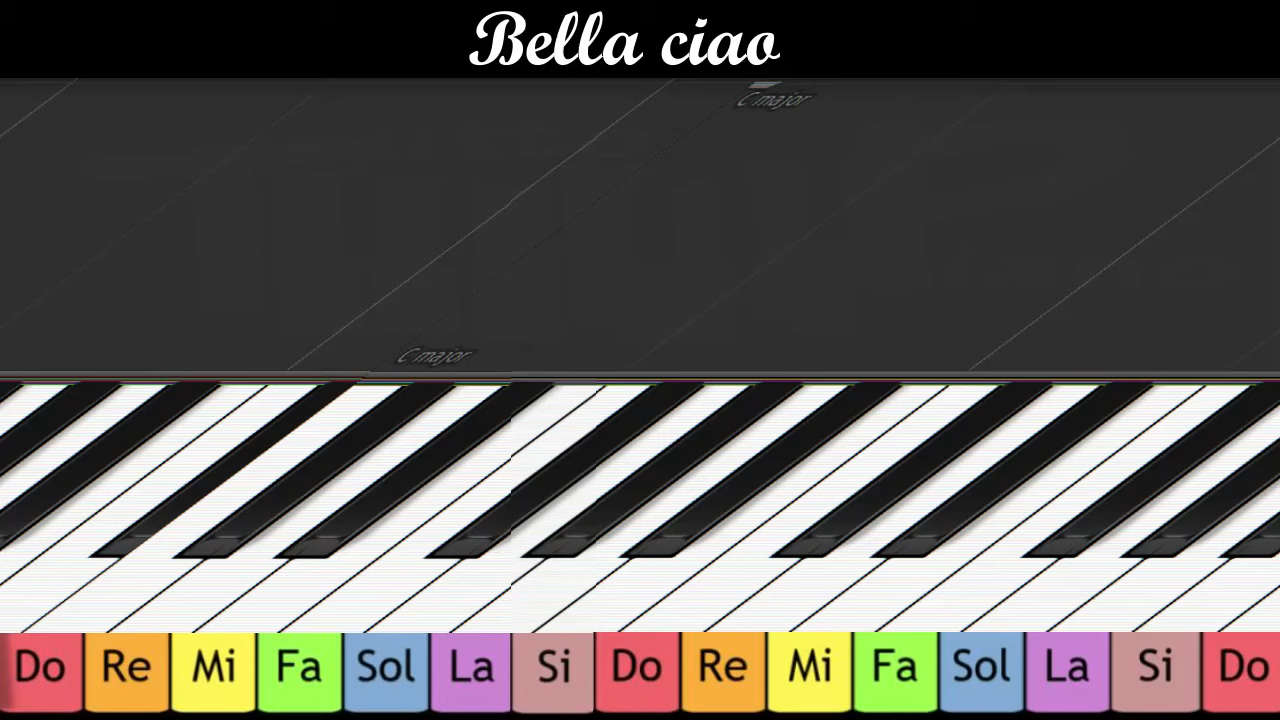 Bella ciao
C major
C major
Do Re Mi Fa Sol La Si Do Re Mi Fa Sol La Si Do